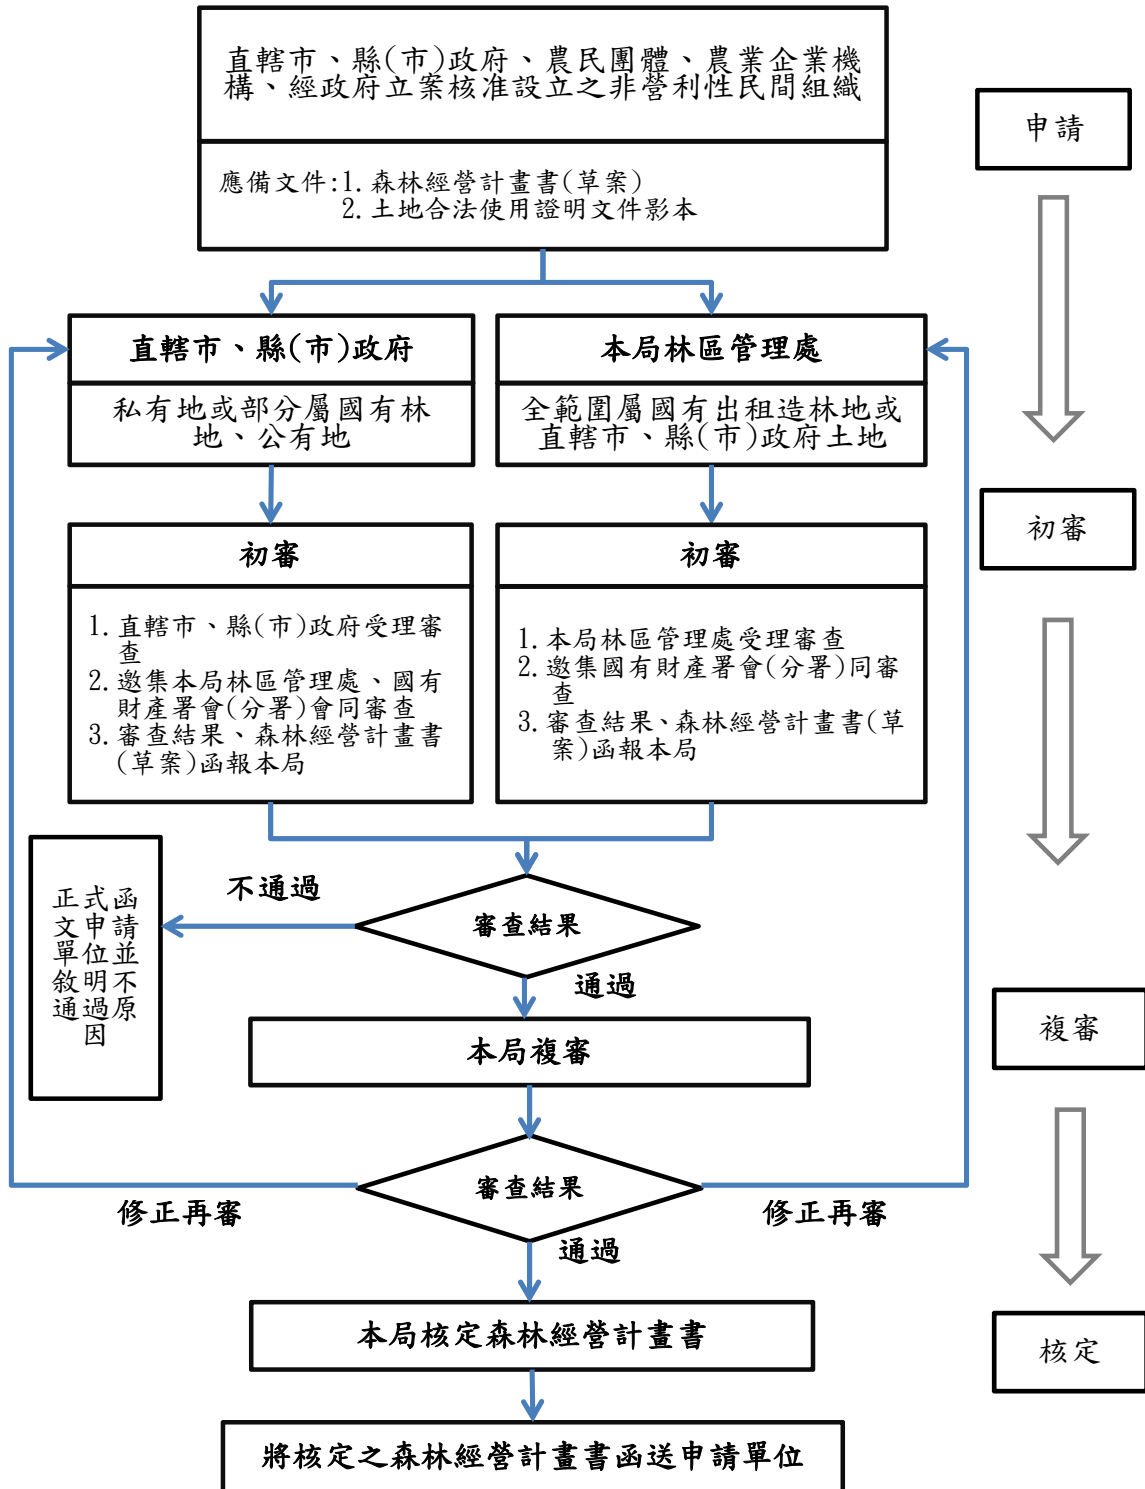 直轄市、縣(市)政府、農民團體、農業企業機
構、經政府立案核准設立之非營利性民間組織
應備文件:1.森林經營計畫書(草案)
2.土地合法使用證明文件影本
申請
直轄市、縣(市)政府
私有地或部分屬國有林
地、公有地
本局林區管理處
全範圍屬國有出租造林地或
直轄市、縣(市)政府土地
初審
初審
1.直轄市、縣(市)政府受理審
查
2.邀集本局林區管理處、國有
財產署會(分署)會同審查
3.審查結果、森林經營計畫書
(草案)函報本局
初審
1.本局林區管理處受理審查
2.邀集國有財產署會(分署)同審
查
3.審查結果、森林經營計畫書(草
案)函報本局
不通過
審查結果
正式函
文申請
單位並
敘明不
通過原
因
通過
本局複審
複審
審查結果
修正再審
修正再審
通過
本局核定森林經營計畫書
核定
將核定之森林經營計畫書函送申請單位